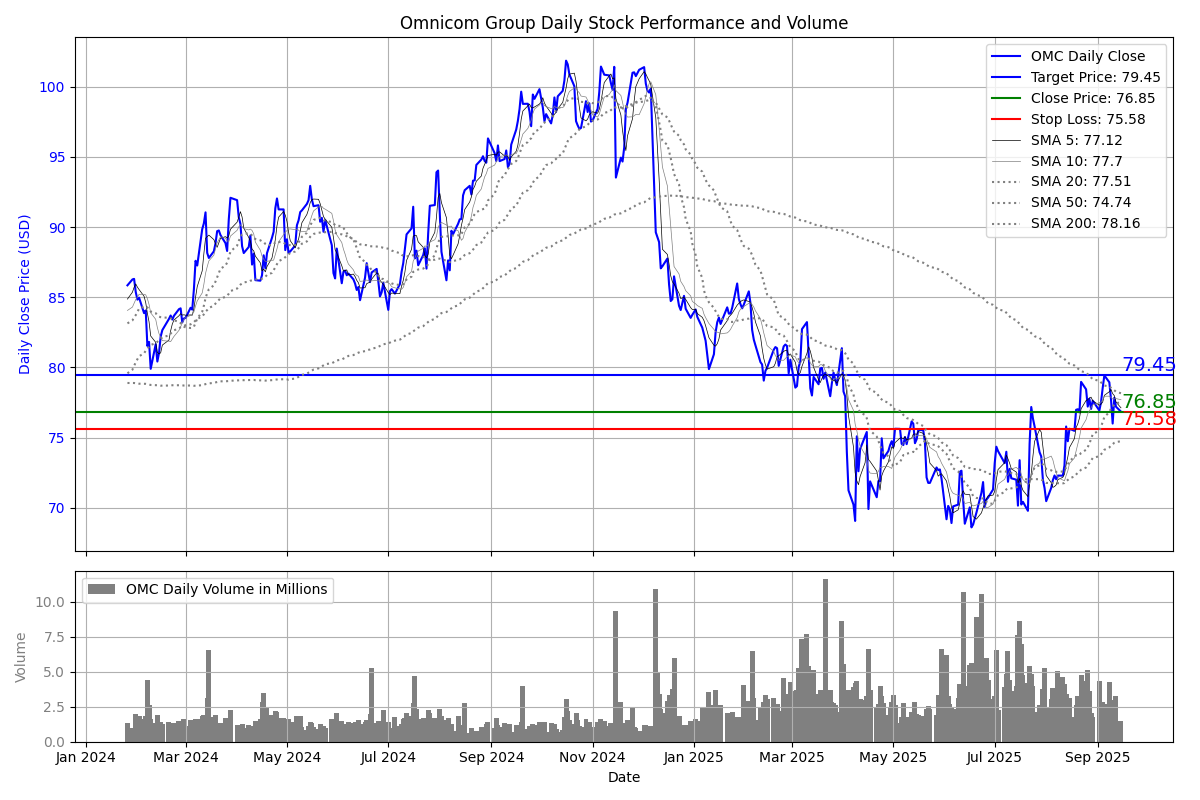 Omnicom Group Daily Stock Performance and Volume
OMC Daily Close
Target Price: 79.45
Close Price: 76.85
Stop Loss: 75.58
SMA 5: 77.12
SMA 10: 77.7
SMA 20: 77.51
SMA 50: 74.74
SMA 200: 78.16
Daily Close Price (USD)
100
95
90
85
80
75
70
79.45
76.85
75.58
OMC Daily Volume in Millions
Volume
10.0
7.5
5.0
2.5
0.0
Jan 2024 Mar 2024 May 2024 Jul 2024 Sep 2024 Nov 2024 Jan 2025 Mar 2025 May 2025 Jul 2025 Sep 2025
Date